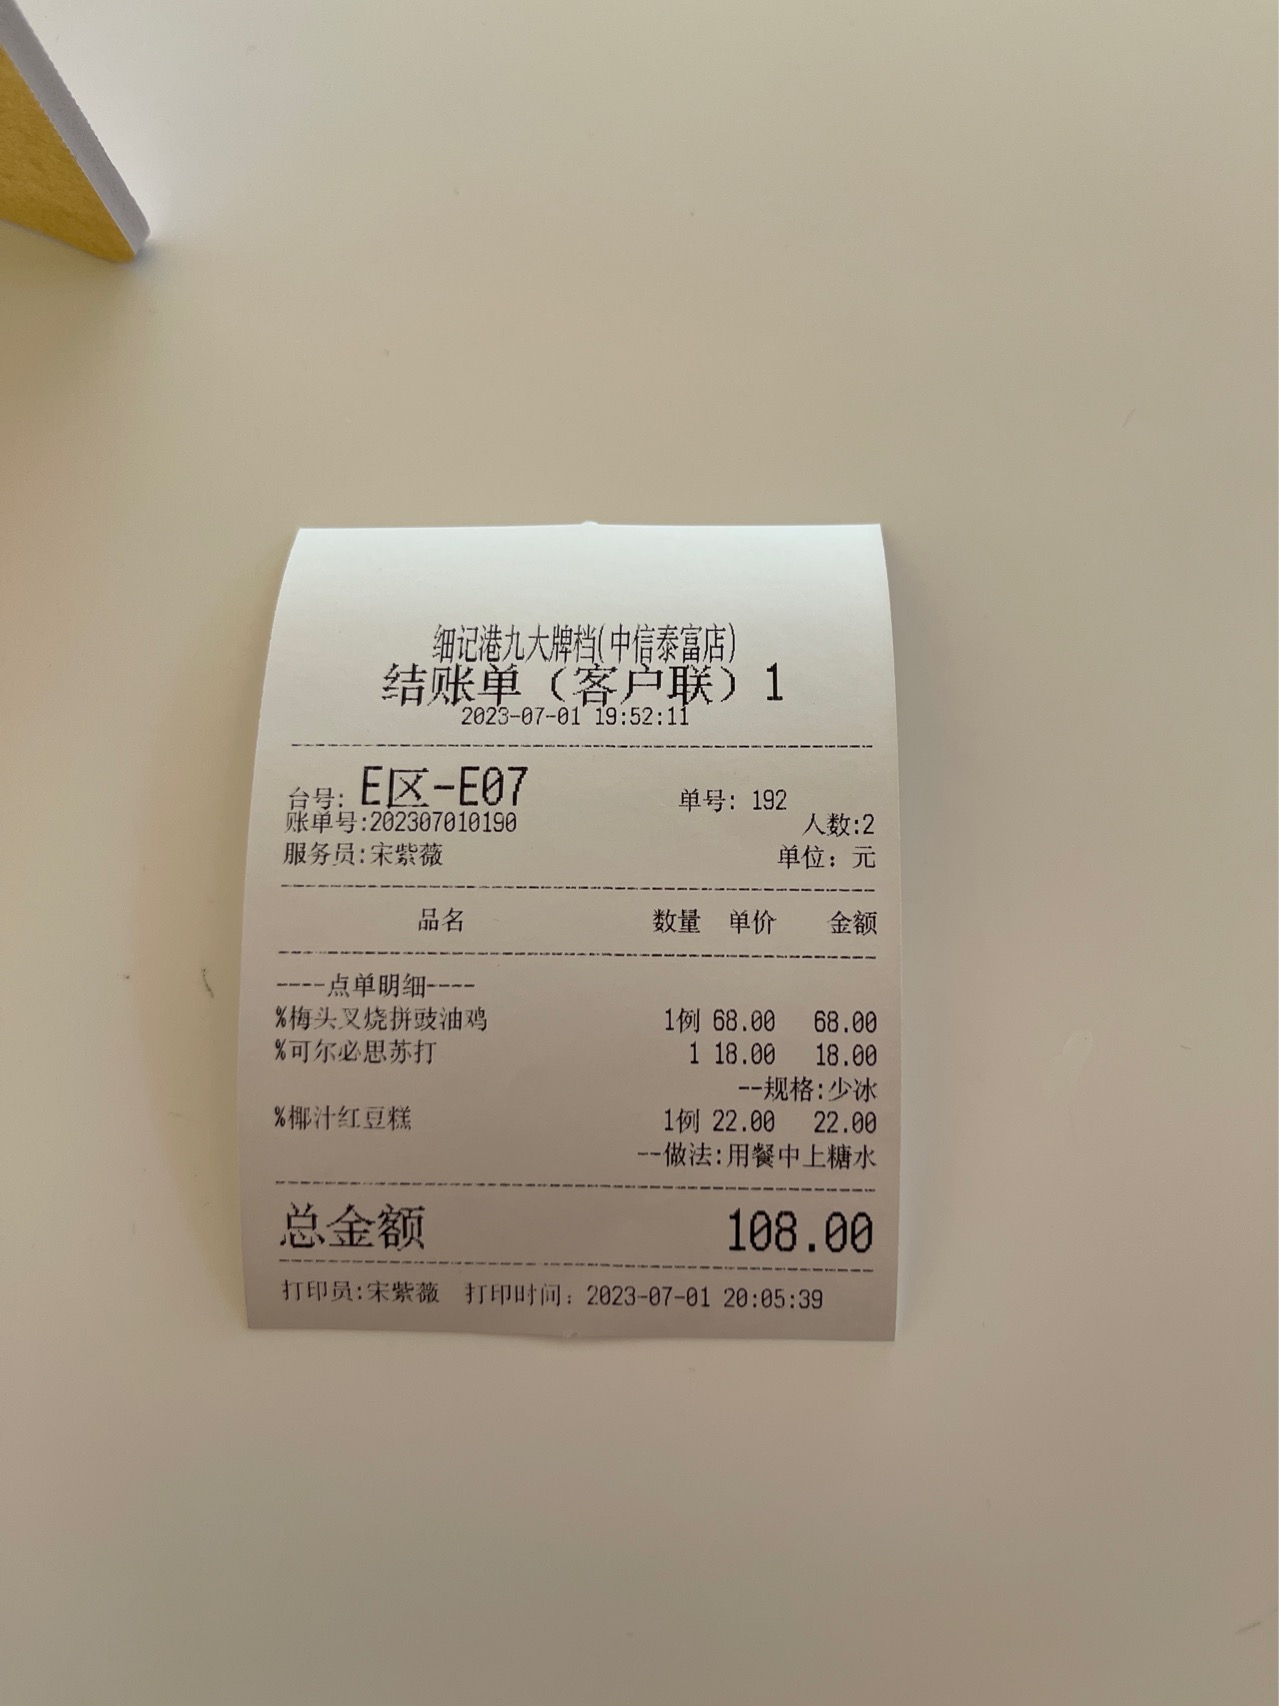 细记港九大牌档(中信泰富店)
结账单（客户联）1
2023-07-01 19:52:11
台号: E区-E07 单号: 192
账单号:202307010190 人数:2
服务员:宋紫薇 单位: 元
品名 数量 单价 金额
----点单明细----
%梅头叉烧拼豉油鸡 1例 68.00 68.00
%可尔必思苏打 1 18.00 18.00
--规格:少冰
%椰汁红豆糕 1例 22.00 22.00
--做法:用餐中上糖水
总金额 108.00
打印员:宋紫薇 打印时间: 2023-07-01 20:05:39